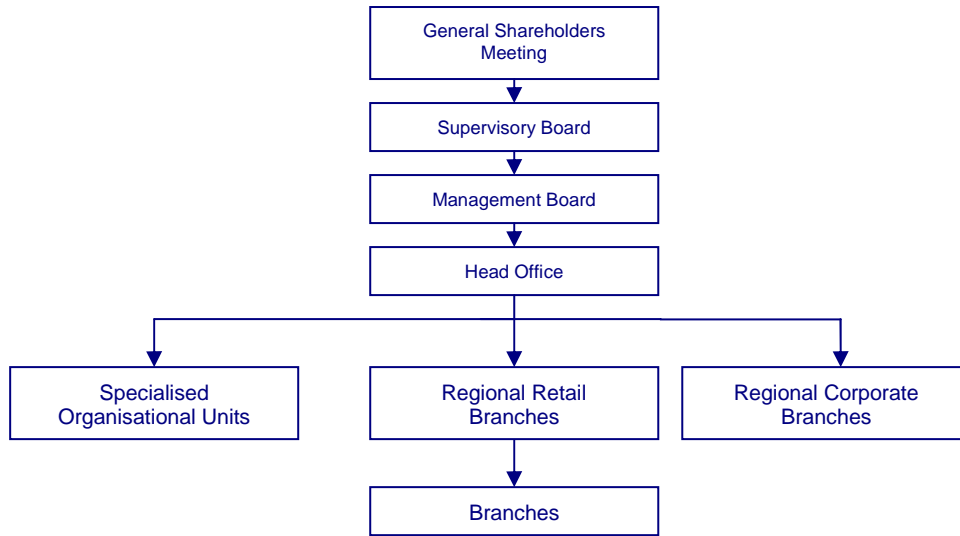 General Shareholders
Meeting
Supervisory Board
Management Board
Head Office
Specialised
Organisational Units
Regional Retail
Branches
Regional Corporate
Branches
Branches